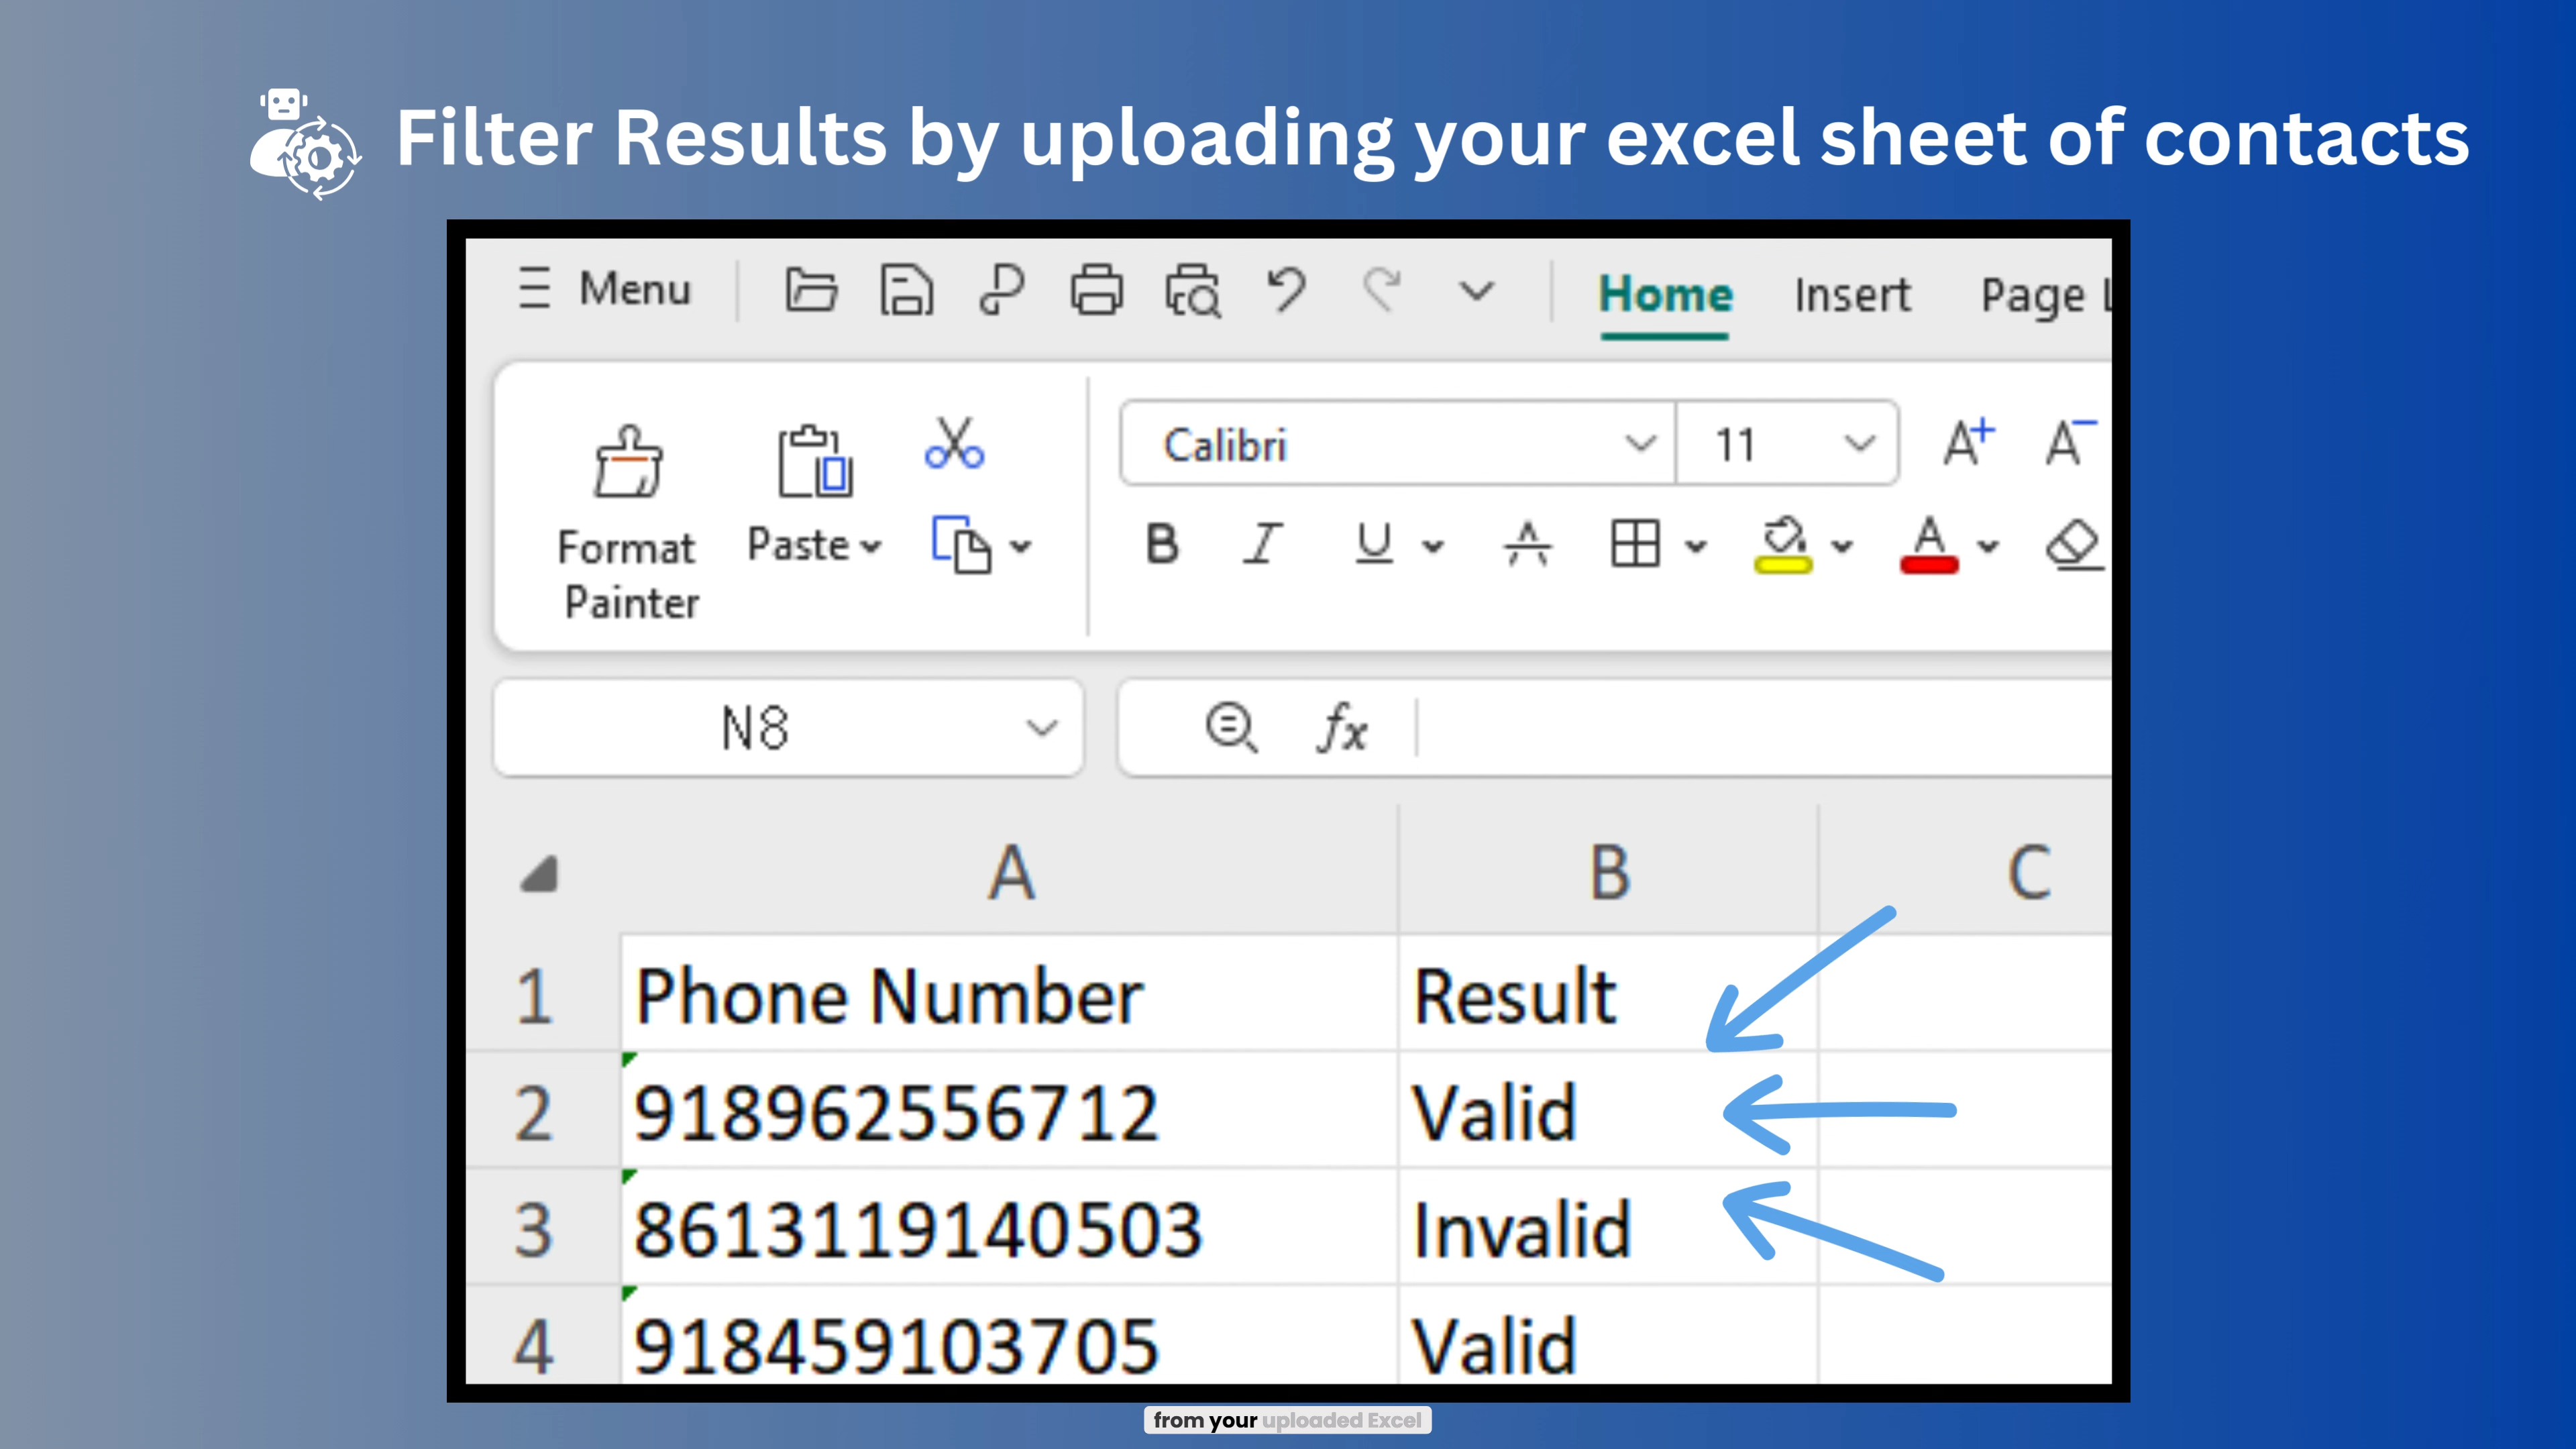 Filter Results by uploading your excel sheet of contacts
Menu Home Insert Page L
Calibri 11 A+ A-
Format Painter Paste B I U A A
N8 fx
A B C
1 Phone Number Result
2 918962556712 Valid
3 8613119140503 Invalid
4 918459103705 Valid
from your uploaded Excel